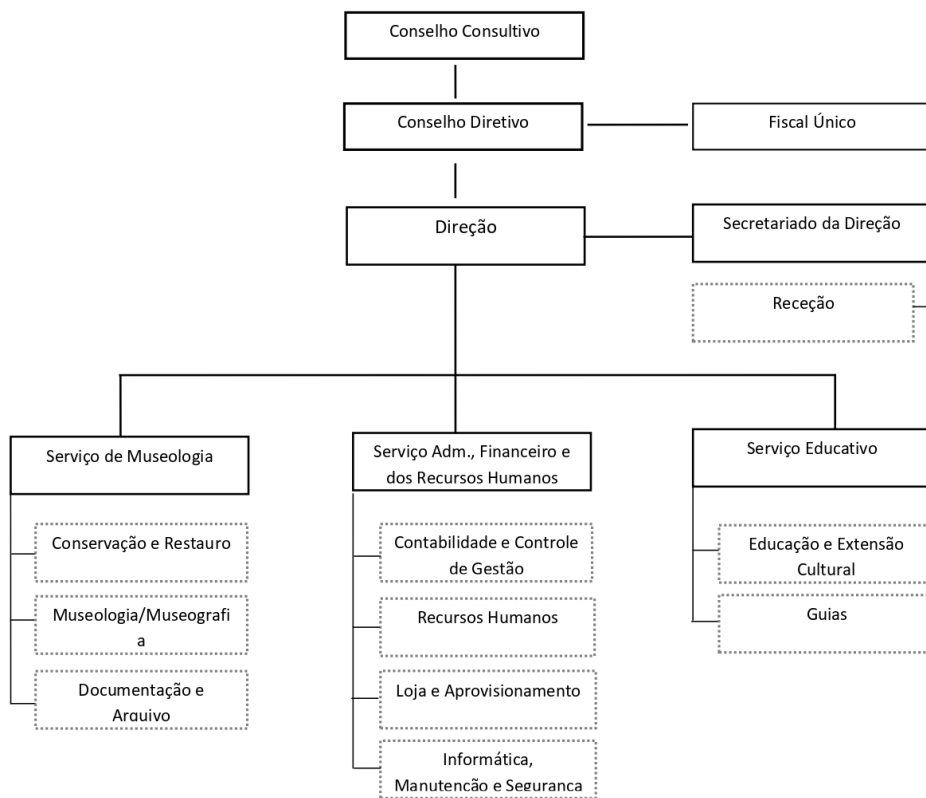 Conselho Consultivo
Conselho Diretivo
Fiscal Único
Direção
Secretariado da Direção
Receção
Serviço de Museologia
Serviço Adm., Financeiro e
dos Recursos Humanos
Serviço Educativo
Conservação e Restauro
Contabilidade e Controle
de Gestão
Educação e Extensão
Cultural
Museologia/Museografi
a
Recursos Humanos
Guias
Documentação e
Arquivo
Loja e Aprovisionamento
Informática,
Manutenção e Segurança